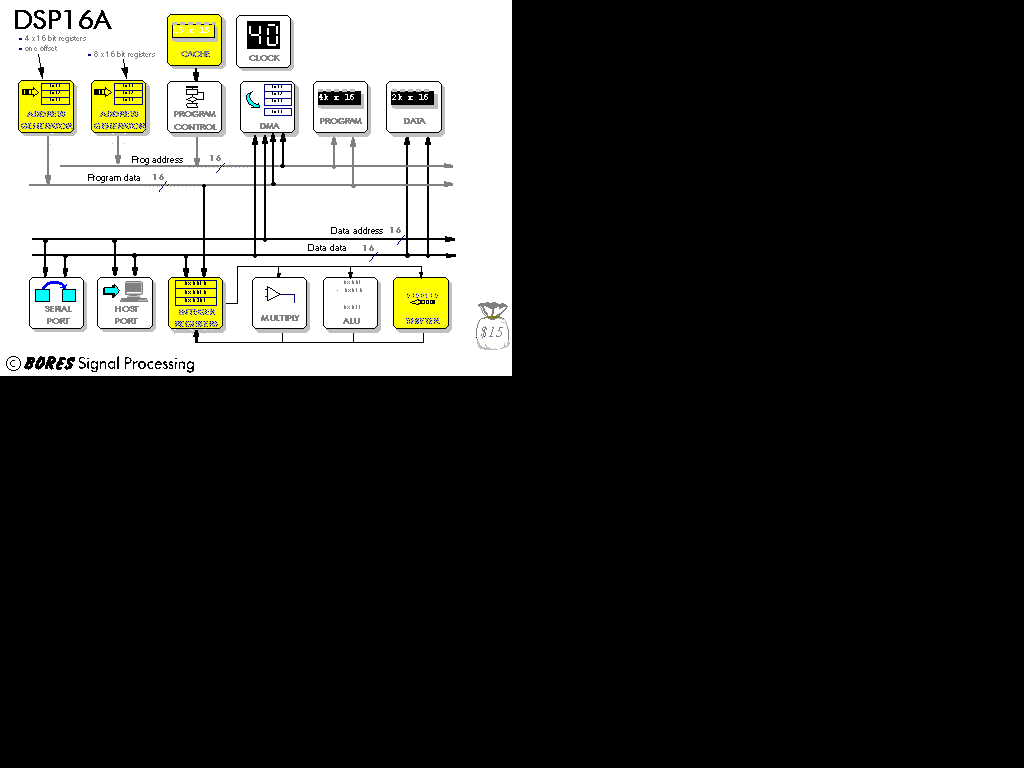 DSP16A
4 x 16 bit registers
one offset
8 x 16 bit registers
CACHE
40
CLOCK
ADDRESS
GENERATOR
ADDRESS
GENERATOR
PROGRAM
CONTROL
DMA
4k x 16
PROGRAM
2k x 16
DATA
Prog address 16
Program data 16
Data address 16
Data data 16
SERIAL
PORT
HOST
PORT
INTEGER
REGISTERS
MULTIPLY
ALU
SHIFTER
$15
© BORES Signal Processing